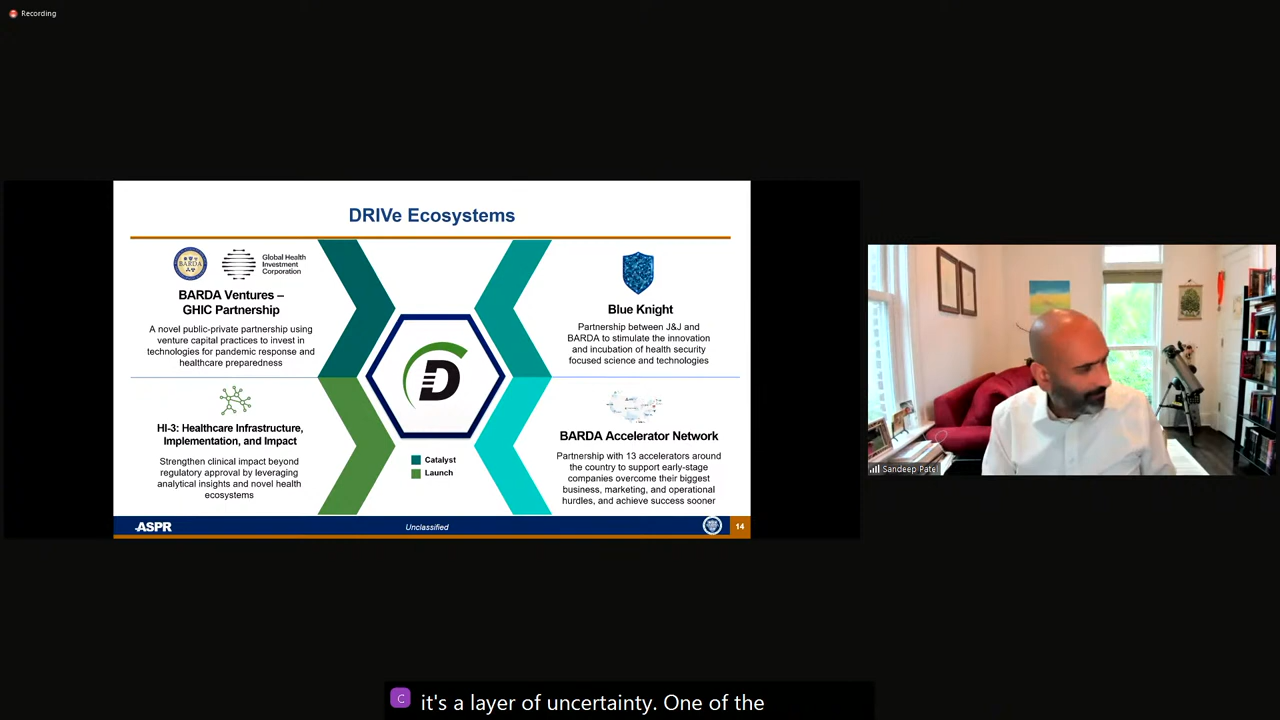 Recording
DRIVe Ecosystems
BARDA
Global Health
Investment
Corporation
BARDA Ventures –
GHIC Partnership
A novel public-private partnership using
venture capital practices to invest in
technologies for pandemic response and
healthcare preparedness
HI-3: Healthcare Infrastructure,
Implementation, and Impact
Strengthen clinical impact beyond
regulatory approval by leveraging
analytical insights and novel health
ecosystems
D
Catalyst
Launch
Blue Knight
Partnership between J&J and
BARDA to stimulate the innovation
and incubation of health security
focused science and technologies
BARDA Accelerator Network
Partnership with 13 accelerators around
the country to support early-stage
companies overcome their biggest
business, marketing, and operational
hurdles, and achieve success sooner
ASPR
Unclassified
14
Sandeep Patel
C
it's a layer of uncertainty. One of the